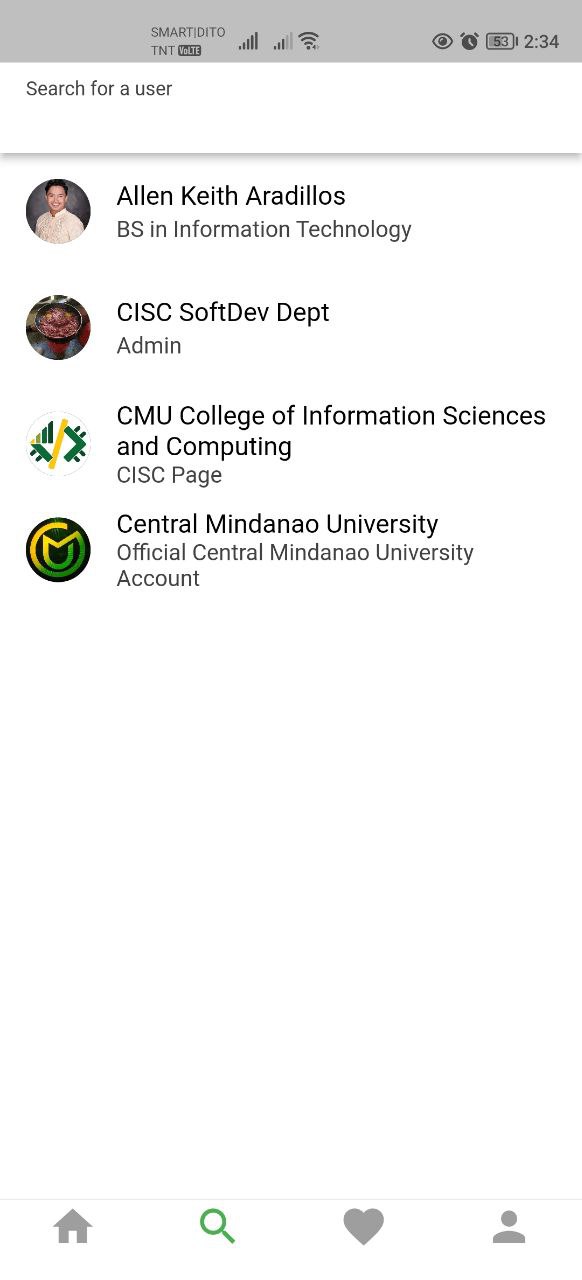 SMART|DITO
TNT VoLTE
53 2:34
Search for a user
Allen Keith Aradillos
BS in Information Technology
CISC SoftDev Dept
Admin
CMU College of Information Sciences
and Computing
CISC Page
Central Mindanao University
Official Central Mindanao University
Account